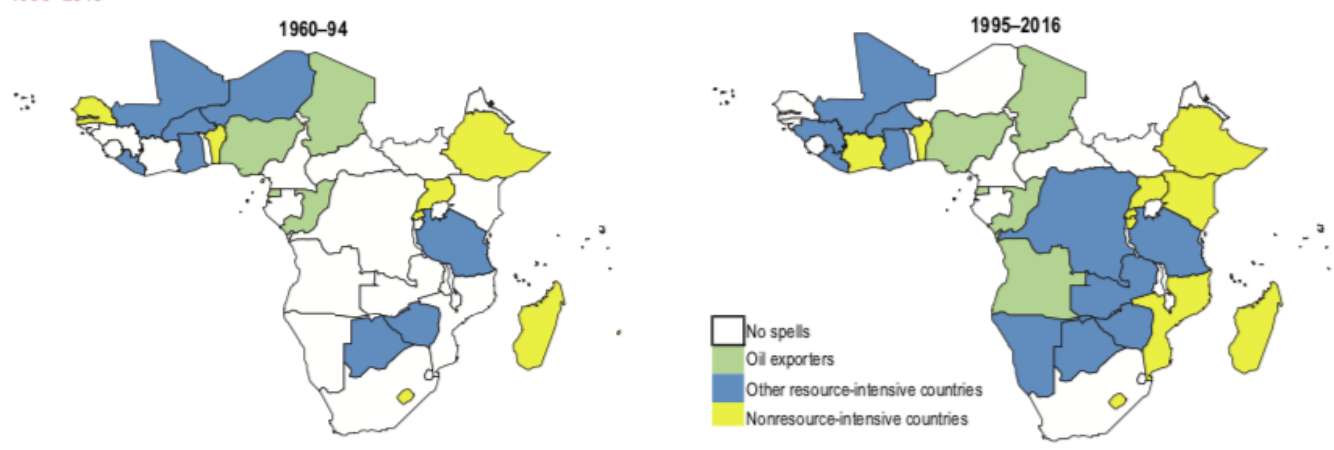 1960–94
1995–2016
No spells
Oil exporters
Other resource-intensive countries
Nonresource-intensive countries